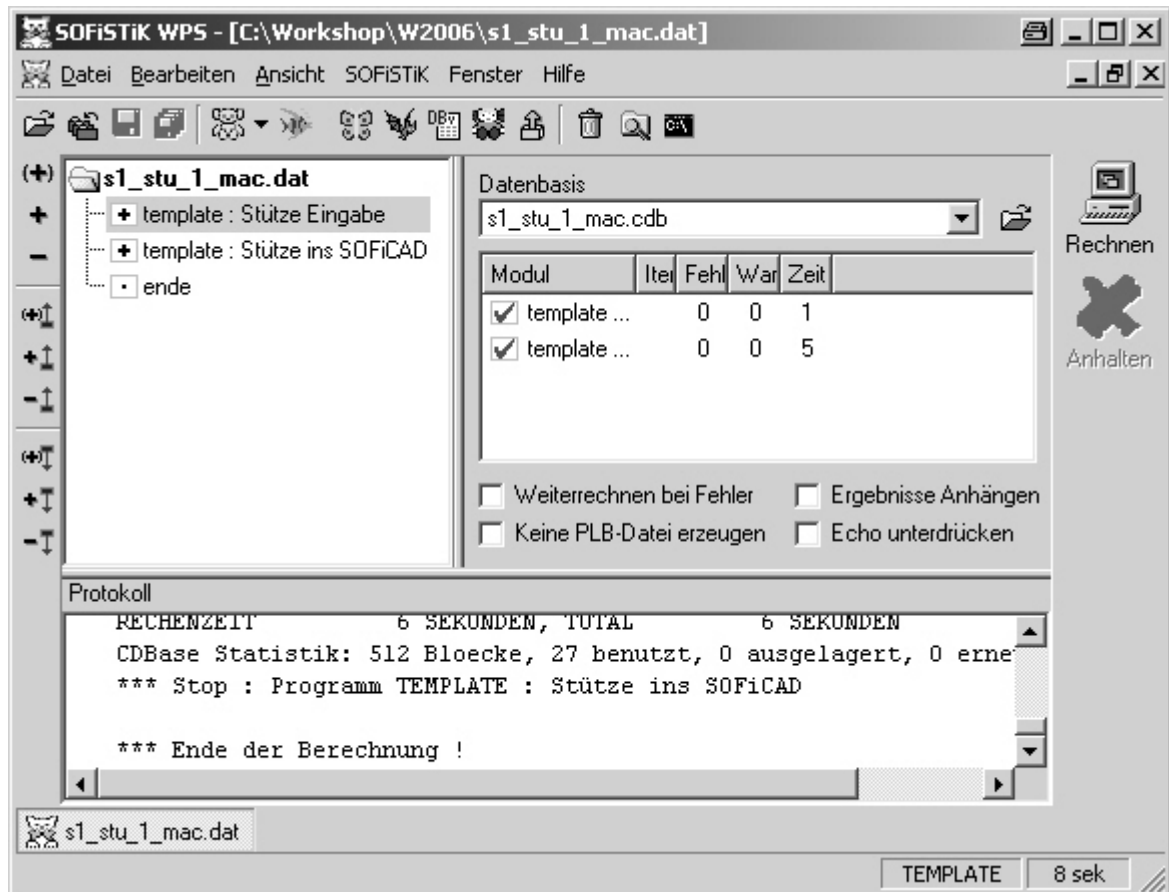 SOFiSTiK WPS - [C:\Workshop\W2006\s1_stu_1_mac.dat]
Datei Bearbeiten Ansicht SOFiSTiK Fenster Hilfe
s1_stu_1_mac.dat
template : Stütze Eingabe
template : Stütze ins SOFiCAD
ende
Datenbasis
s1_stu_1_mac.cdb
Modul Iter Fehl War Zeit
template ... 0 0 1
template ... 0 0 5
Weiterrechnen bei Fehler Ergebnisse Anhängen
Keine PLB-Datei erzeugen Echo unterdrücken
Rechnen
Anhalten
Protokoll
RECHENZEIT 6 SEKUNDEN, TOTAL 6 SEKUNDEN
CDBase Statistik: 512 Bloecke, 27 benutzt, 0 ausgelagert, 0 erne
*** Stop : Programm TEMPLATE : Stütze ins SOFiCAD
*** Ende der Berechnung !
s1_stu_1_mac.dat
TEMPLATE 8 sek